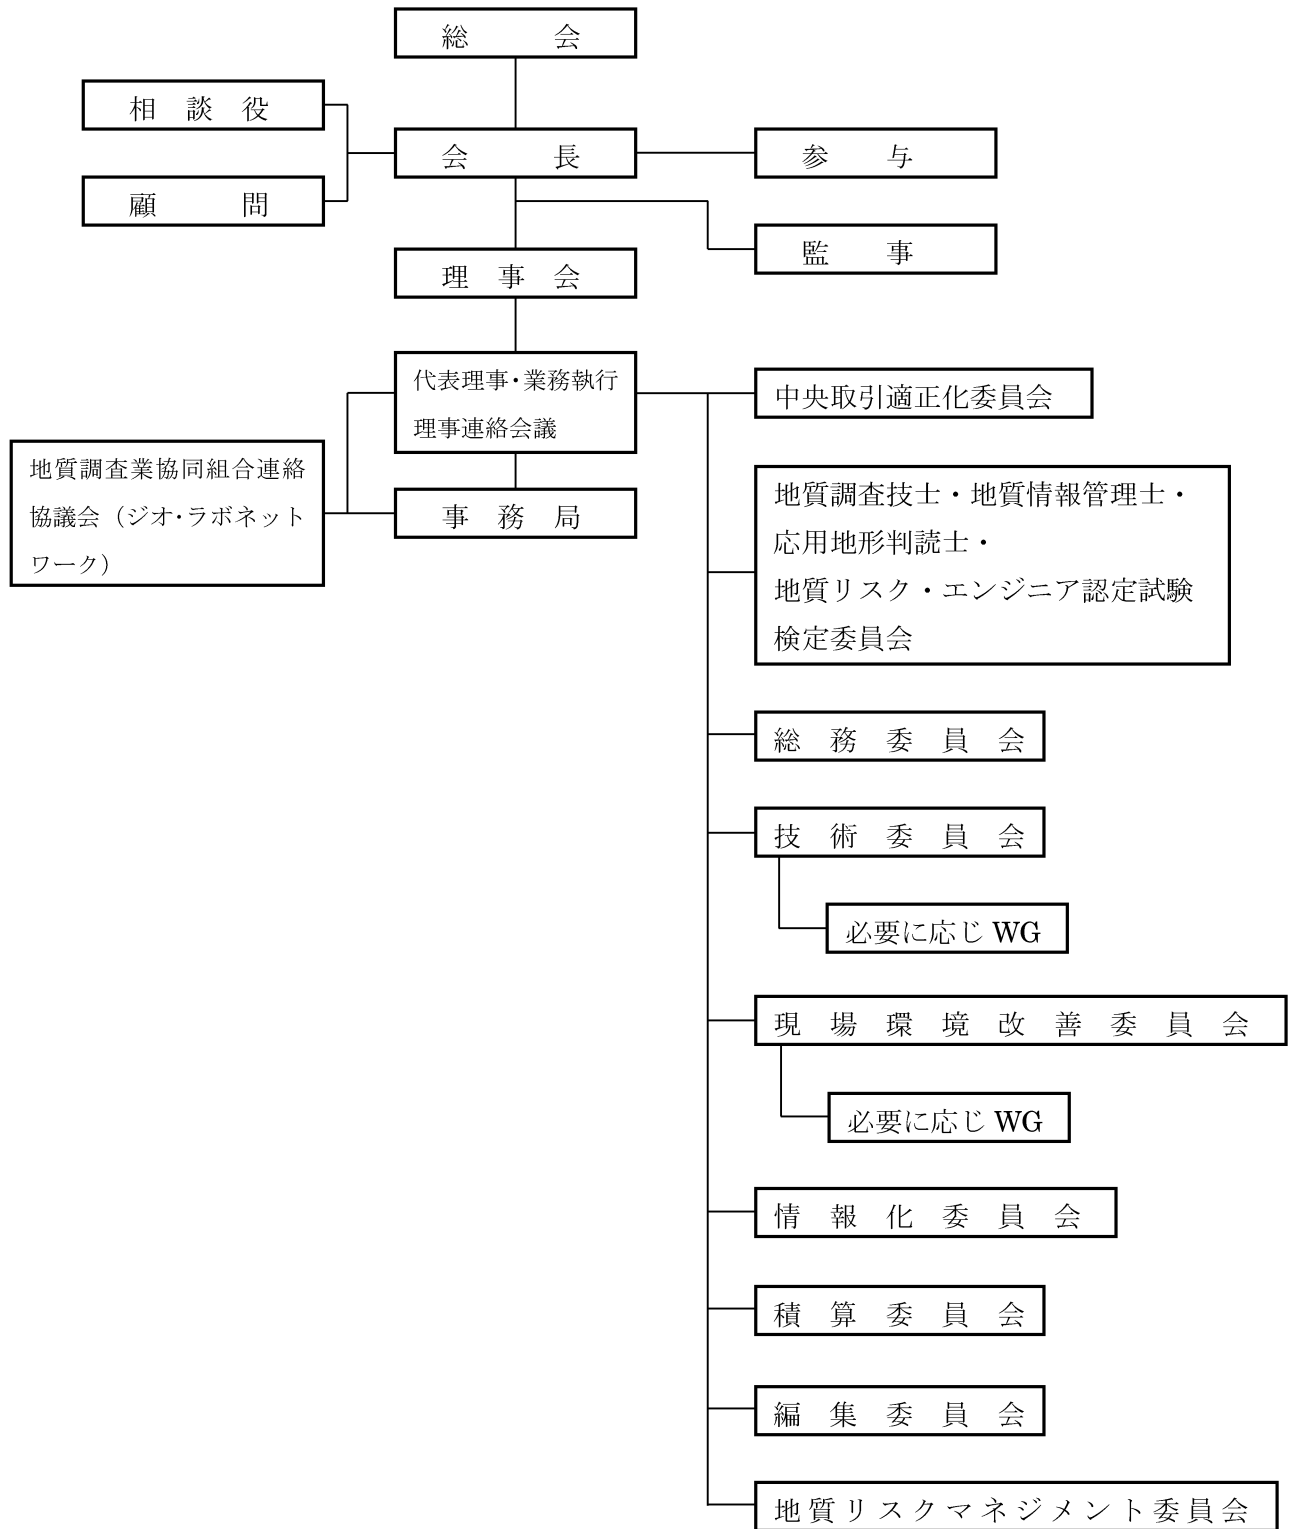 総会
相談役
会長
参与
顧問
監事
理事会
代表理事・業務執行
理事連絡会議
中央取引適正化委員会
地質調査業協同組合連絡
協議会（ジオ・ラボネット
ワーク）
事務局
地質調査技士・地質情報管理士・
応用地形判読士・
地質リスク・エンジニア認定試験
検定委員会
総務委員会
技術委員会
必要に応じ WG
現場環境改善委員会
必要に応じ WG
情報化委員会
積算委員会
編集委員会
地質リスクマネジメント委員会